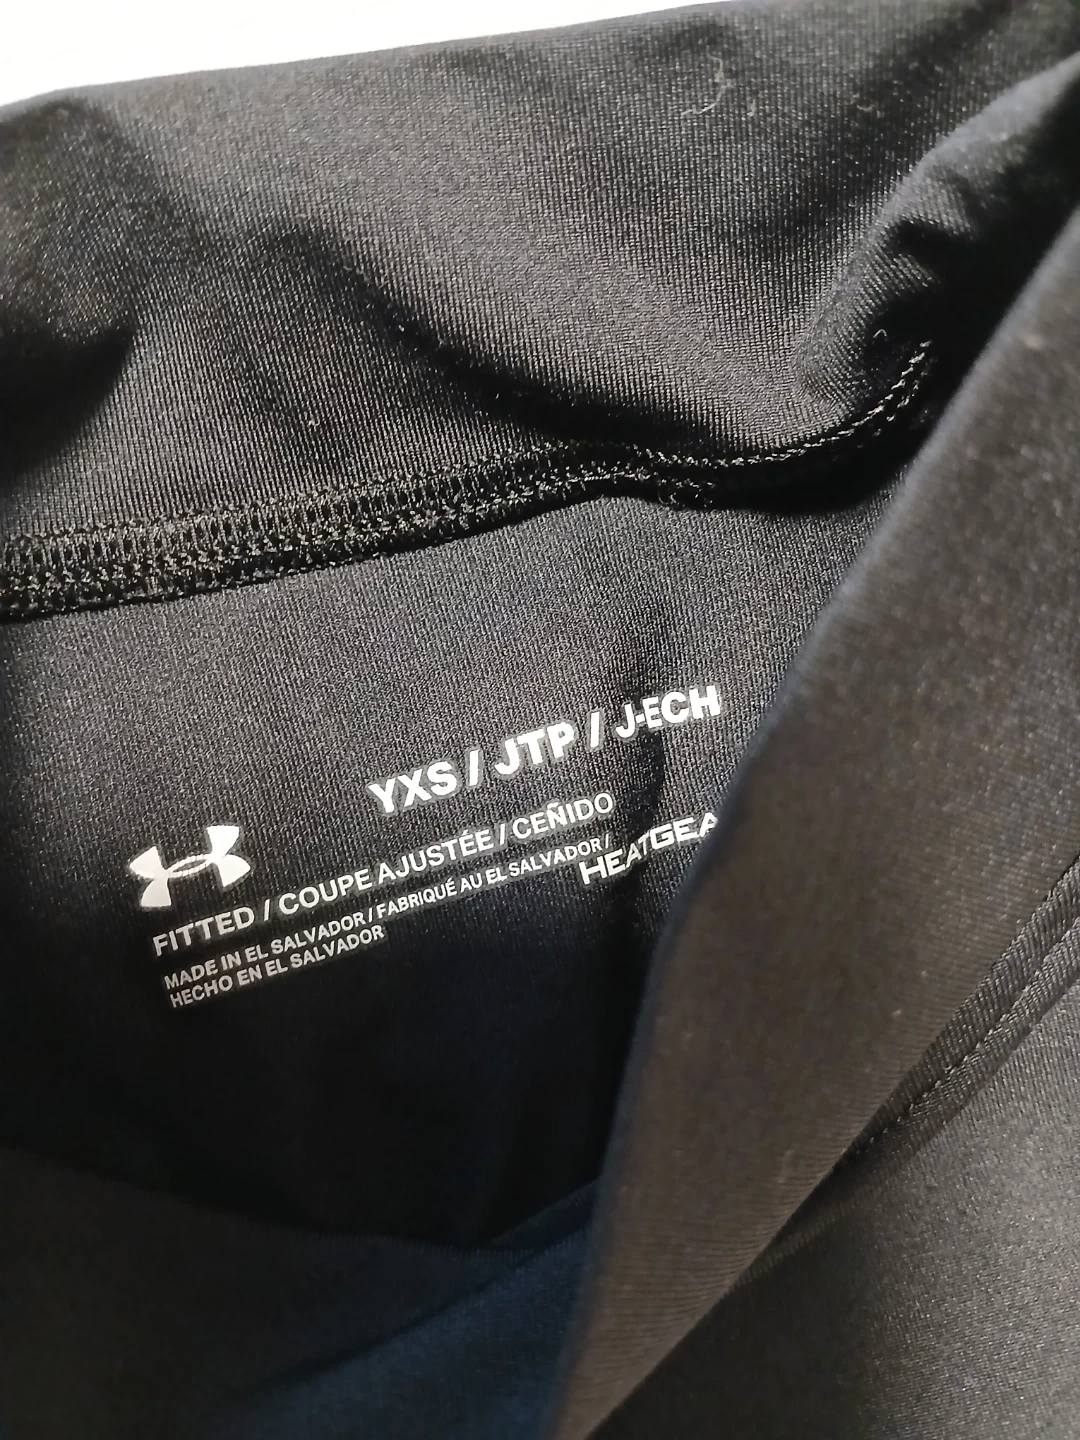 YXS / JTP / J-ECH
FITTED / COUPE AJUSTÉE / CEÑIDO
MADE IN EL SALVADOR / FABRIQUÉ AU EL SALVADOR /
HECHO EN EL SALVADOR
HEATGEA